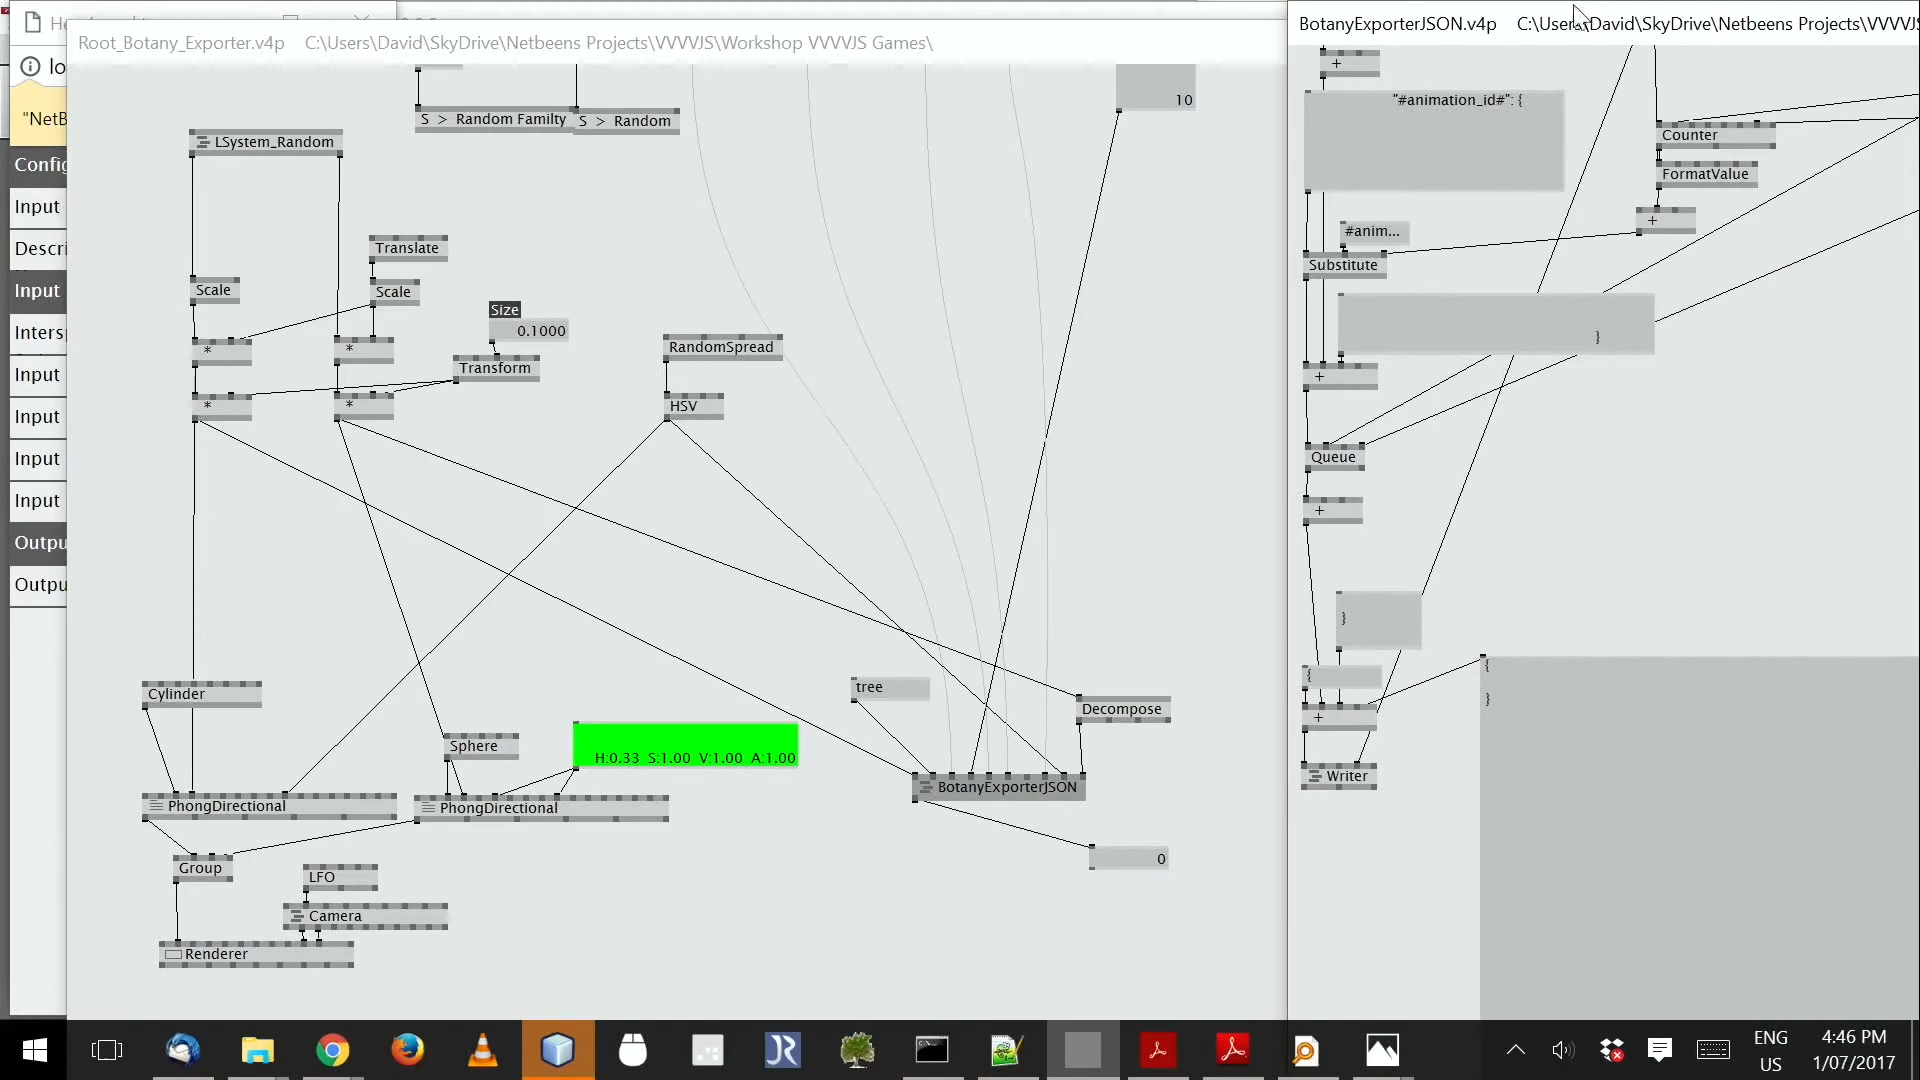 Root_Botany_Exporter.v4p C:\Users\David\SkyDrive\Netbeens Projects\VVVVJS\Workshop VVVVJS Games\
BotanyExporterJSON.v4p C:\Users\David\SkyDrive\Netbeens Projects\VVVVJS
lo
"NetB
Config
Input
Descri
Input
Inters
Input
Input
Input
Input
Outpu
Outpu
S > Random Familty
S > Random
10
LSystem_Random
Translate
Scale
Scale
Size
0.1000
*
*
Transform
*
*
RandomSpread
HSV
Cylinder
Sphere
H:0.33 S:1.00 V:1.00 A:1.00
tree
Decompose
PhongDirectional
PhongDirectional
BotanyExporterJSON
0
Group
LFO
Camera
Renderer
+
"#animation_id#": {
Counter
FormatValue
+
#anim...
Substitute
}
+
Queue
+
}
{
+
{
}
Writer
ENG
US
4:46 PM
1/07/2017